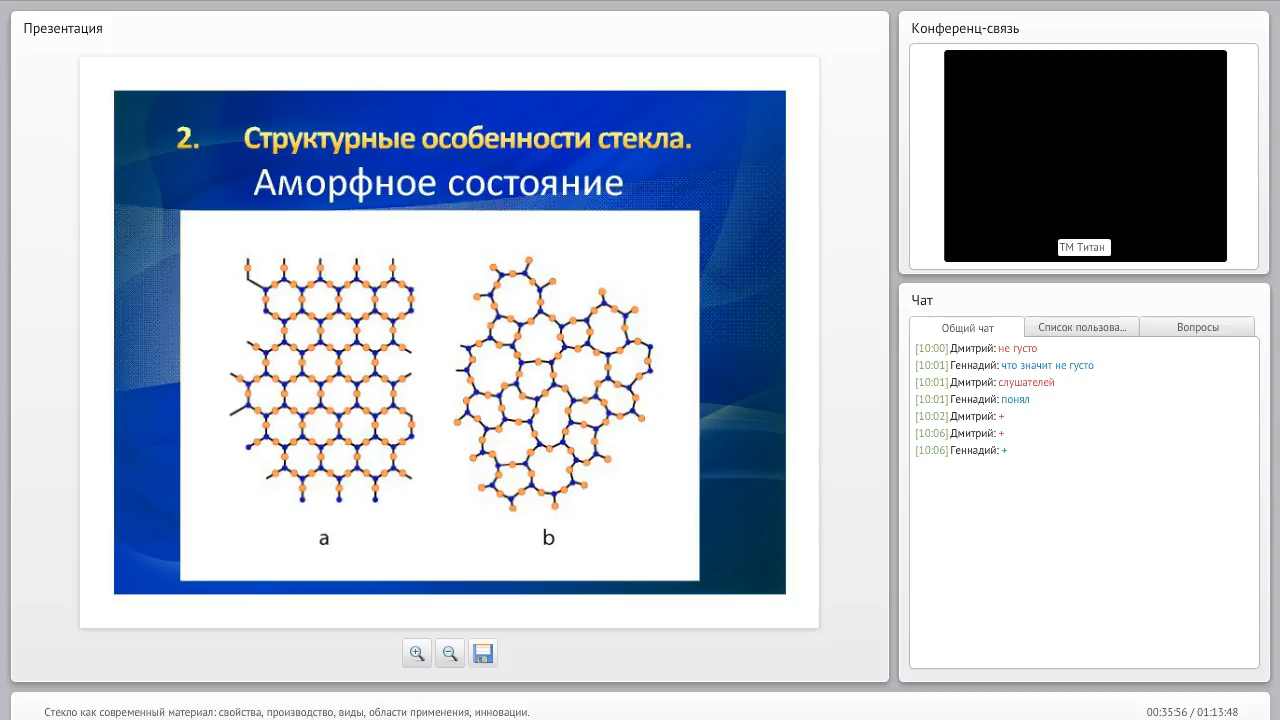 Презентация
2. Структурные особенности стекла.
Аморфное состояние
a
b
Конференц-связь
ТМ Титан
Чат
Общий чат
Список пользова...
Вопросы
[10:00] Дмитрий: не густо
[10:01] Геннадий: что значит не густо
[10:01] Дмитрий: слушателей
[10:01] Геннадий: понял
[10:02] Дмитрий: +
[10:06] Дмитрий: +
[10:06] Геннадий: +
Стекло как современный материал: свойства, производство, виды, области применения, инновации.
00:35:56 / 01:13:48